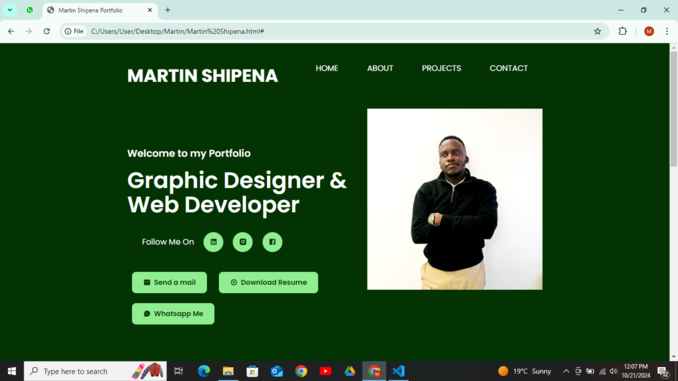 Martin Shipena Portfolio
File
C:/Users/User/Desktop/Martin/Martin%20Shipena.html#
M
MARTIN SHIPENA
HOME
ABOUT
PROJECTS
CONTACT
Welcome to my Portfolio
Graphic Designer &
Web Developer
Follow Me On
Send a mail
Download Resume
Whatsapp Me
Type here to search
19°C Sunny
12:07 PM
10/21/2024